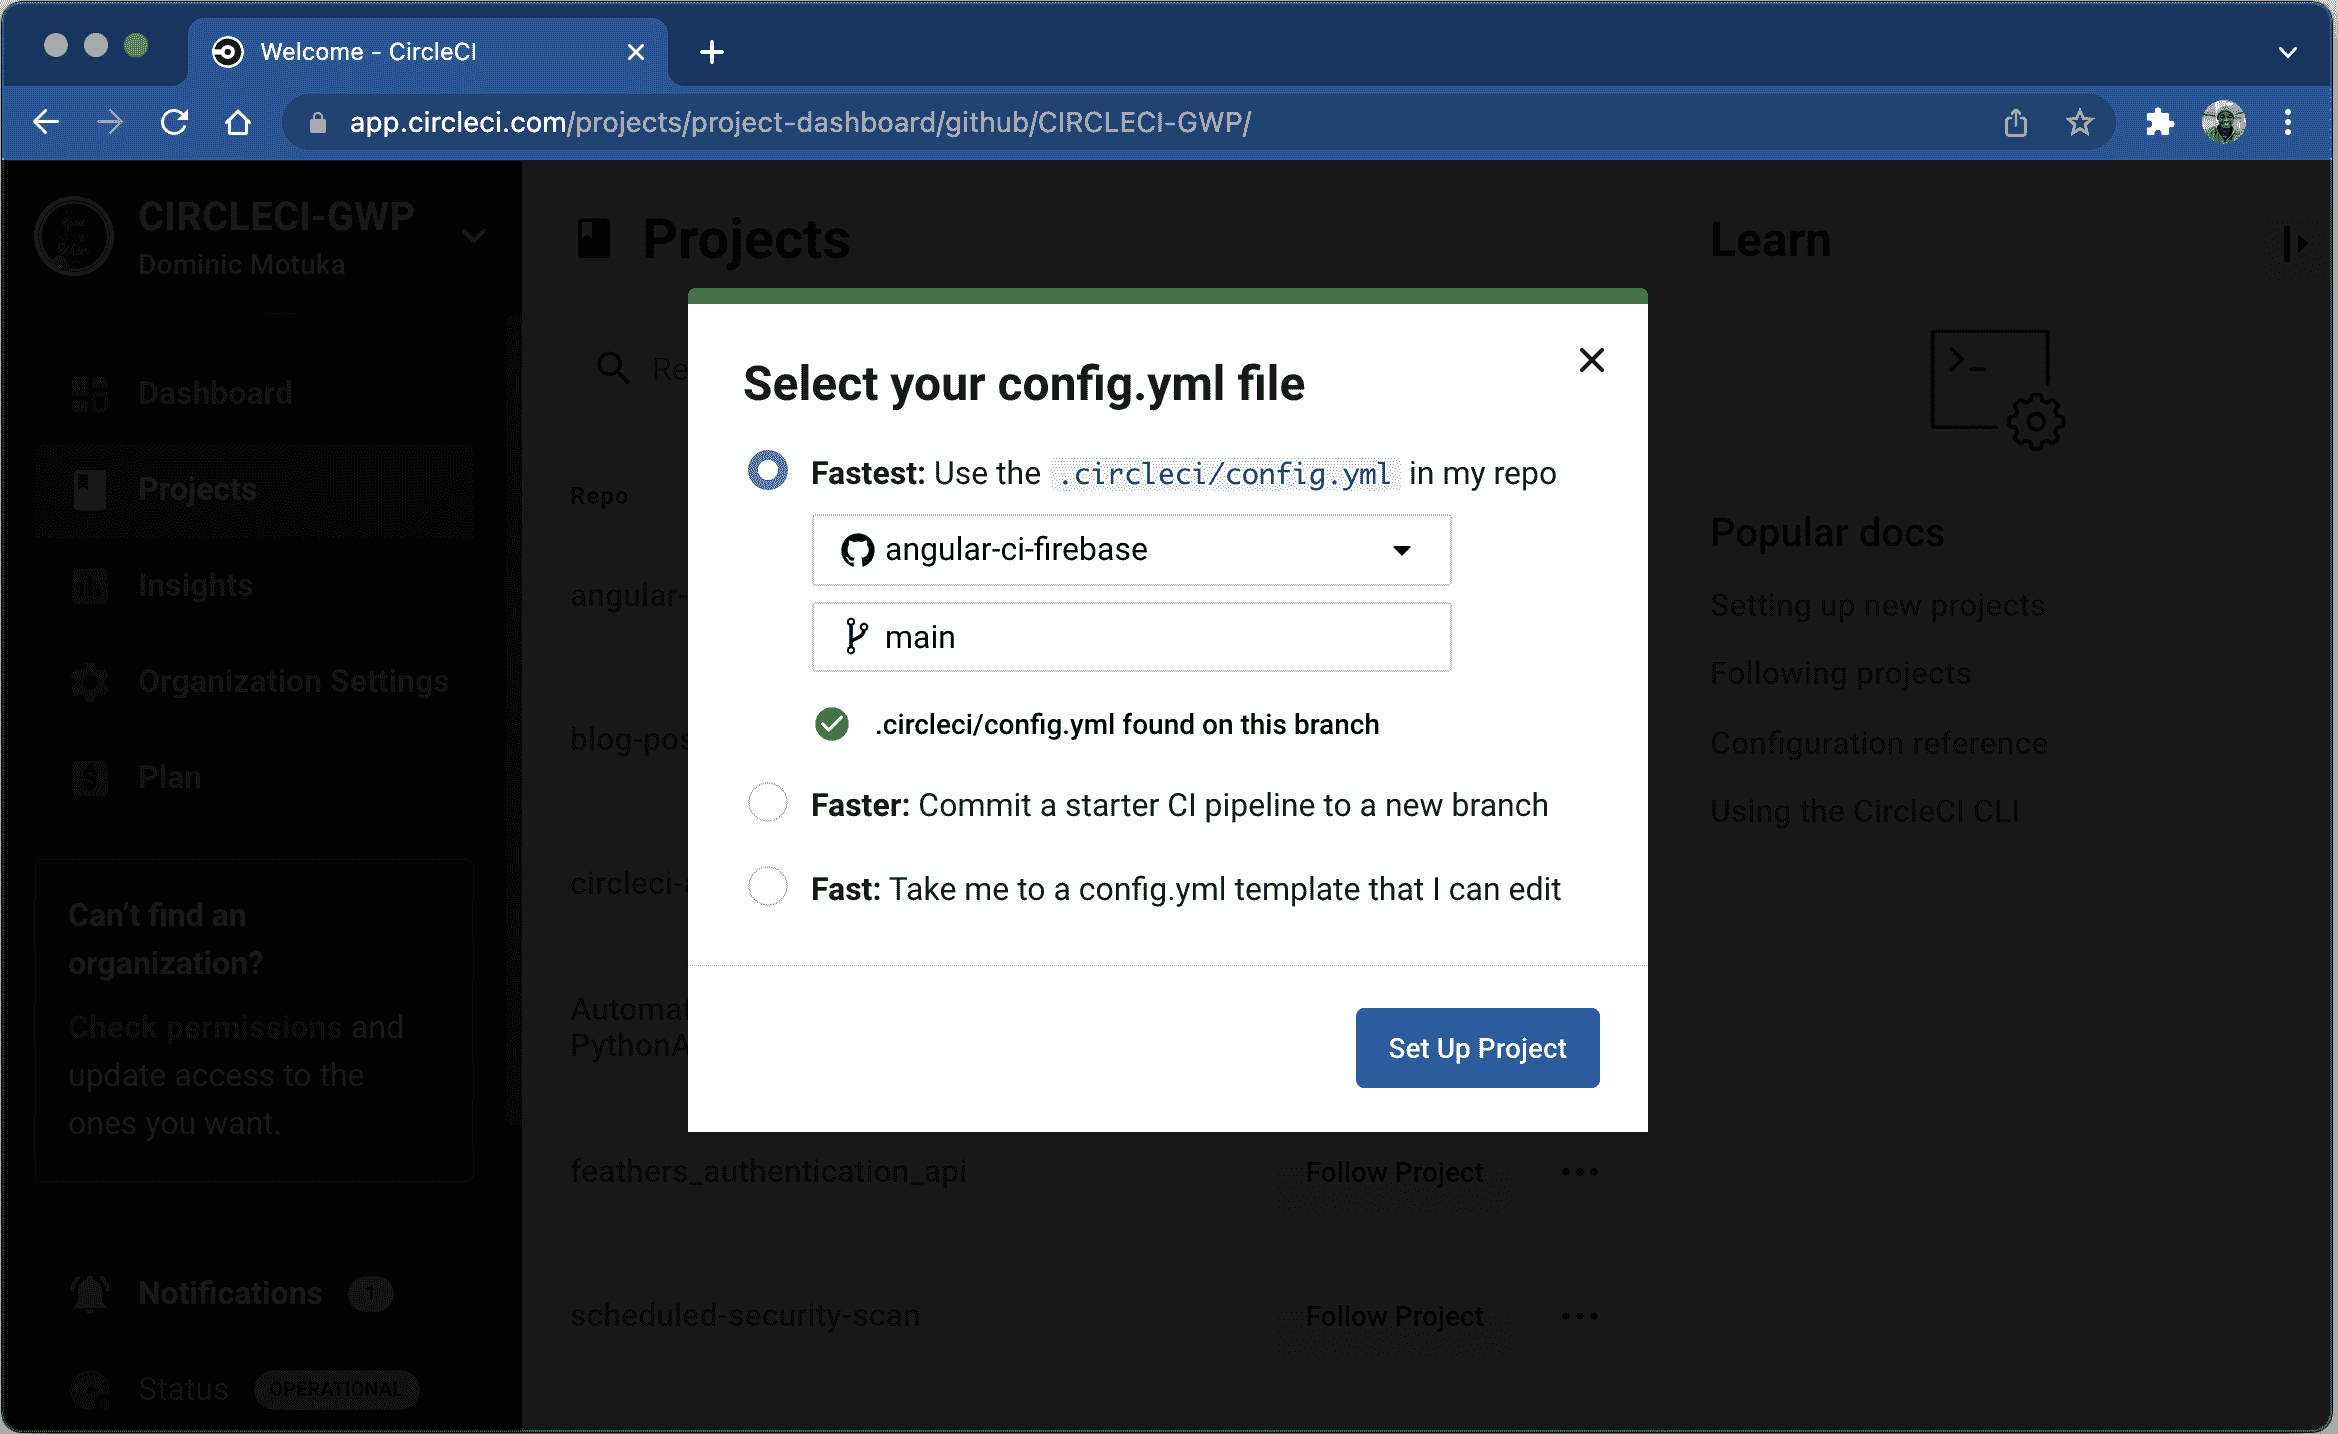 Welcome - CircleCI
app.circleci.com/projects/project-dashboard/github/CIRCLECI-GWP/
CIRCLECI-GWP
Dominic Motuka
Dashboard
Projects
Insights
Organization Settings
Plan
Can't find an
organization?
Check permissions and
update access to the
ones you want.
Notifications 1
Status OPERATIONAL
Projects
Re
Repo
angular-
blog-pos
circleci-a
Automat
PythonA
feathers_authentication_api
Follow Project
scheduled-security-scan
Follow Project
Select your config.yml file
Fastest: Use the .circleci/config.yml in my repo
angular-ci-firebase
main
.circleci/config.yml found on this branch
Faster: Commit a starter CI pipeline to a new branch
Fast: Take me to a config.yml template that I can edit
Set Up Project
Learn
Popular docs
Setting up new projects
Following projects
Configuration reference
Using the CircleCI CLI